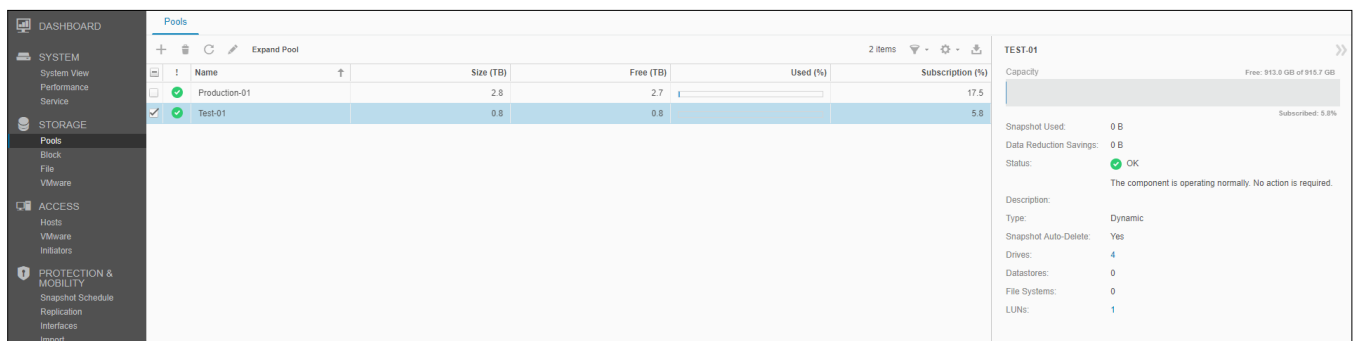 DASHBOARD
SYSTEM
System View
Performance
Service
STORAGE
Pools
Block
File
VMware
ACCESS
Hosts
VMware
Initiators
PROTECTION &
MOBILITY
Snapshot Schedule
Replication
Interfaces
Import
Pools
Expand Pool
2 items
! Name Size (TB) Free (TB) Used (%) Subscription (%)
Production-01 2.8 2.7 17.5
Test-01 0.8 0.8 5.8
TEST-01
Capacity Free: 913.0 GB of 915.7 GB
Subscribed: 5.8%
Snapshot Used: 0 B
Data Reduction Savings: 0 B
Status: OK
The component is operating normally. No action is required.
Description:
Type: Dynamic
Snapshot Auto-Delete: Yes
Drives: 4
Datastores: 0
File Systems: 0
LUNs: 1